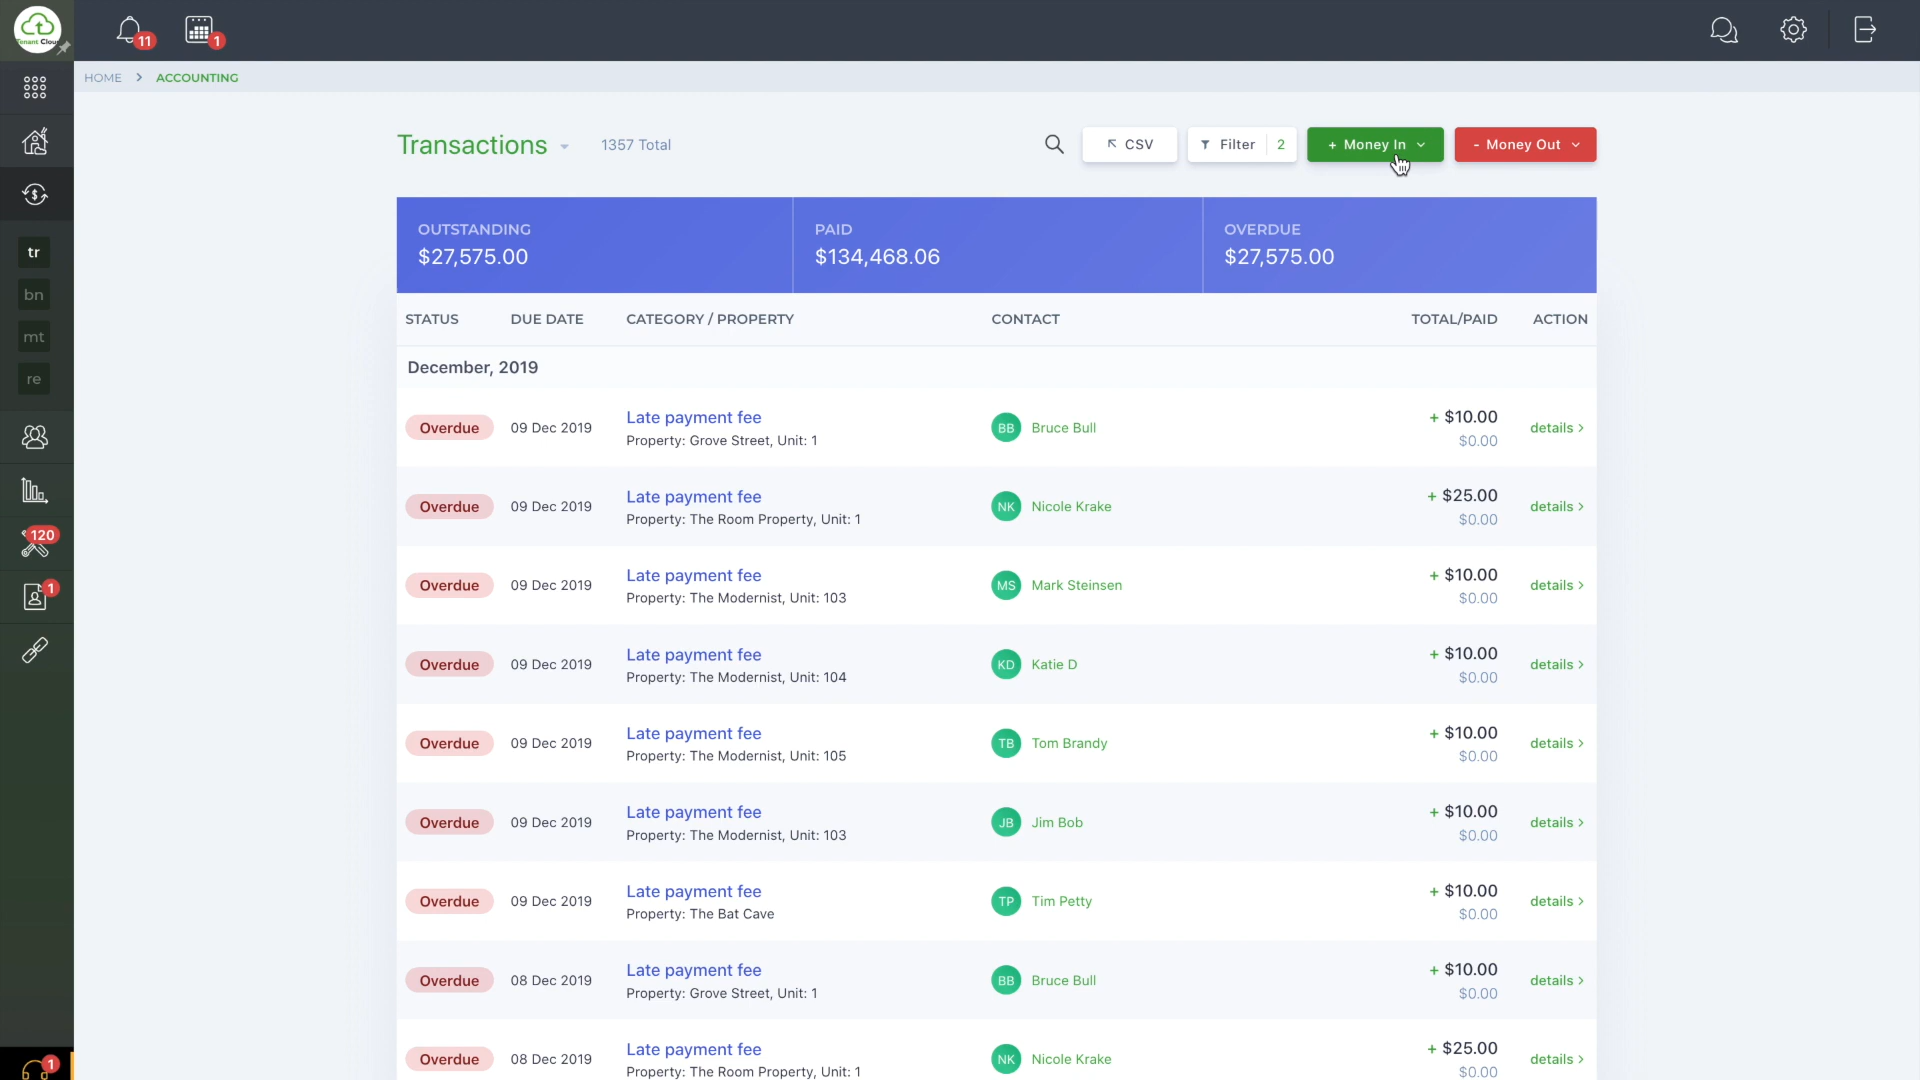 Tenant Cloud
11
1
HOME > ACCOUNTING
Transactions
1357 Total
CSV
Filter 2
+ Money In
- Money Out
OUTSTANDING
$27,575.00
PAID
$134,468.06
OVERDUE
$27,575.00
STATUS DUE DATE CATEGORY / PROPERTY CONTACT TOTAL/PAID ACTION
tr
bn
mt
re
120
1
1
December, 2019
Overdue 09 Dec 2019 Late payment fee BB Bruce Bull + $10.00 details >
Property: Grove Street, Unit: 1 $0.00
Overdue 09 Dec 2019 Late payment fee NK Nicole Krake + $25.00 details >
Property: The Room Property, Unit: 1 $0.00
Overdue 09 Dec 2019 Late payment fee MS Mark Steinsen + $10.00 details >
Property: The Modernist, Unit: 103 $0.00
Overdue 09 Dec 2019 Late payment fee KD Katie D + $10.00 details >
Property: The Modernist, Unit: 104 $0.00
Overdue 09 Dec 2019 Late payment fee TB Tom Brandy + $10.00 details >
Property: The Modernist, Unit: 105 $0.00
Overdue 09 Dec 2019 Late payment fee JB Jim Bob + $10.00 details >
Property: The Modernist, Unit: 103 $0.00
Overdue 09 Dec 2019 Late payment fee TP Tim Petty + $10.00 details >
Property: The Bat Cave $0.00
Overdue 08 Dec 2019 Late payment fee BB Bruce Bull + $10.00 details >
Property: Grove Street, Unit: 1 $0.00
Overdue 08 Dec 2019 Late payment fee NK Nicole Krake + $25.00 details >
Property: The Room Property, Unit: 1 $0.00